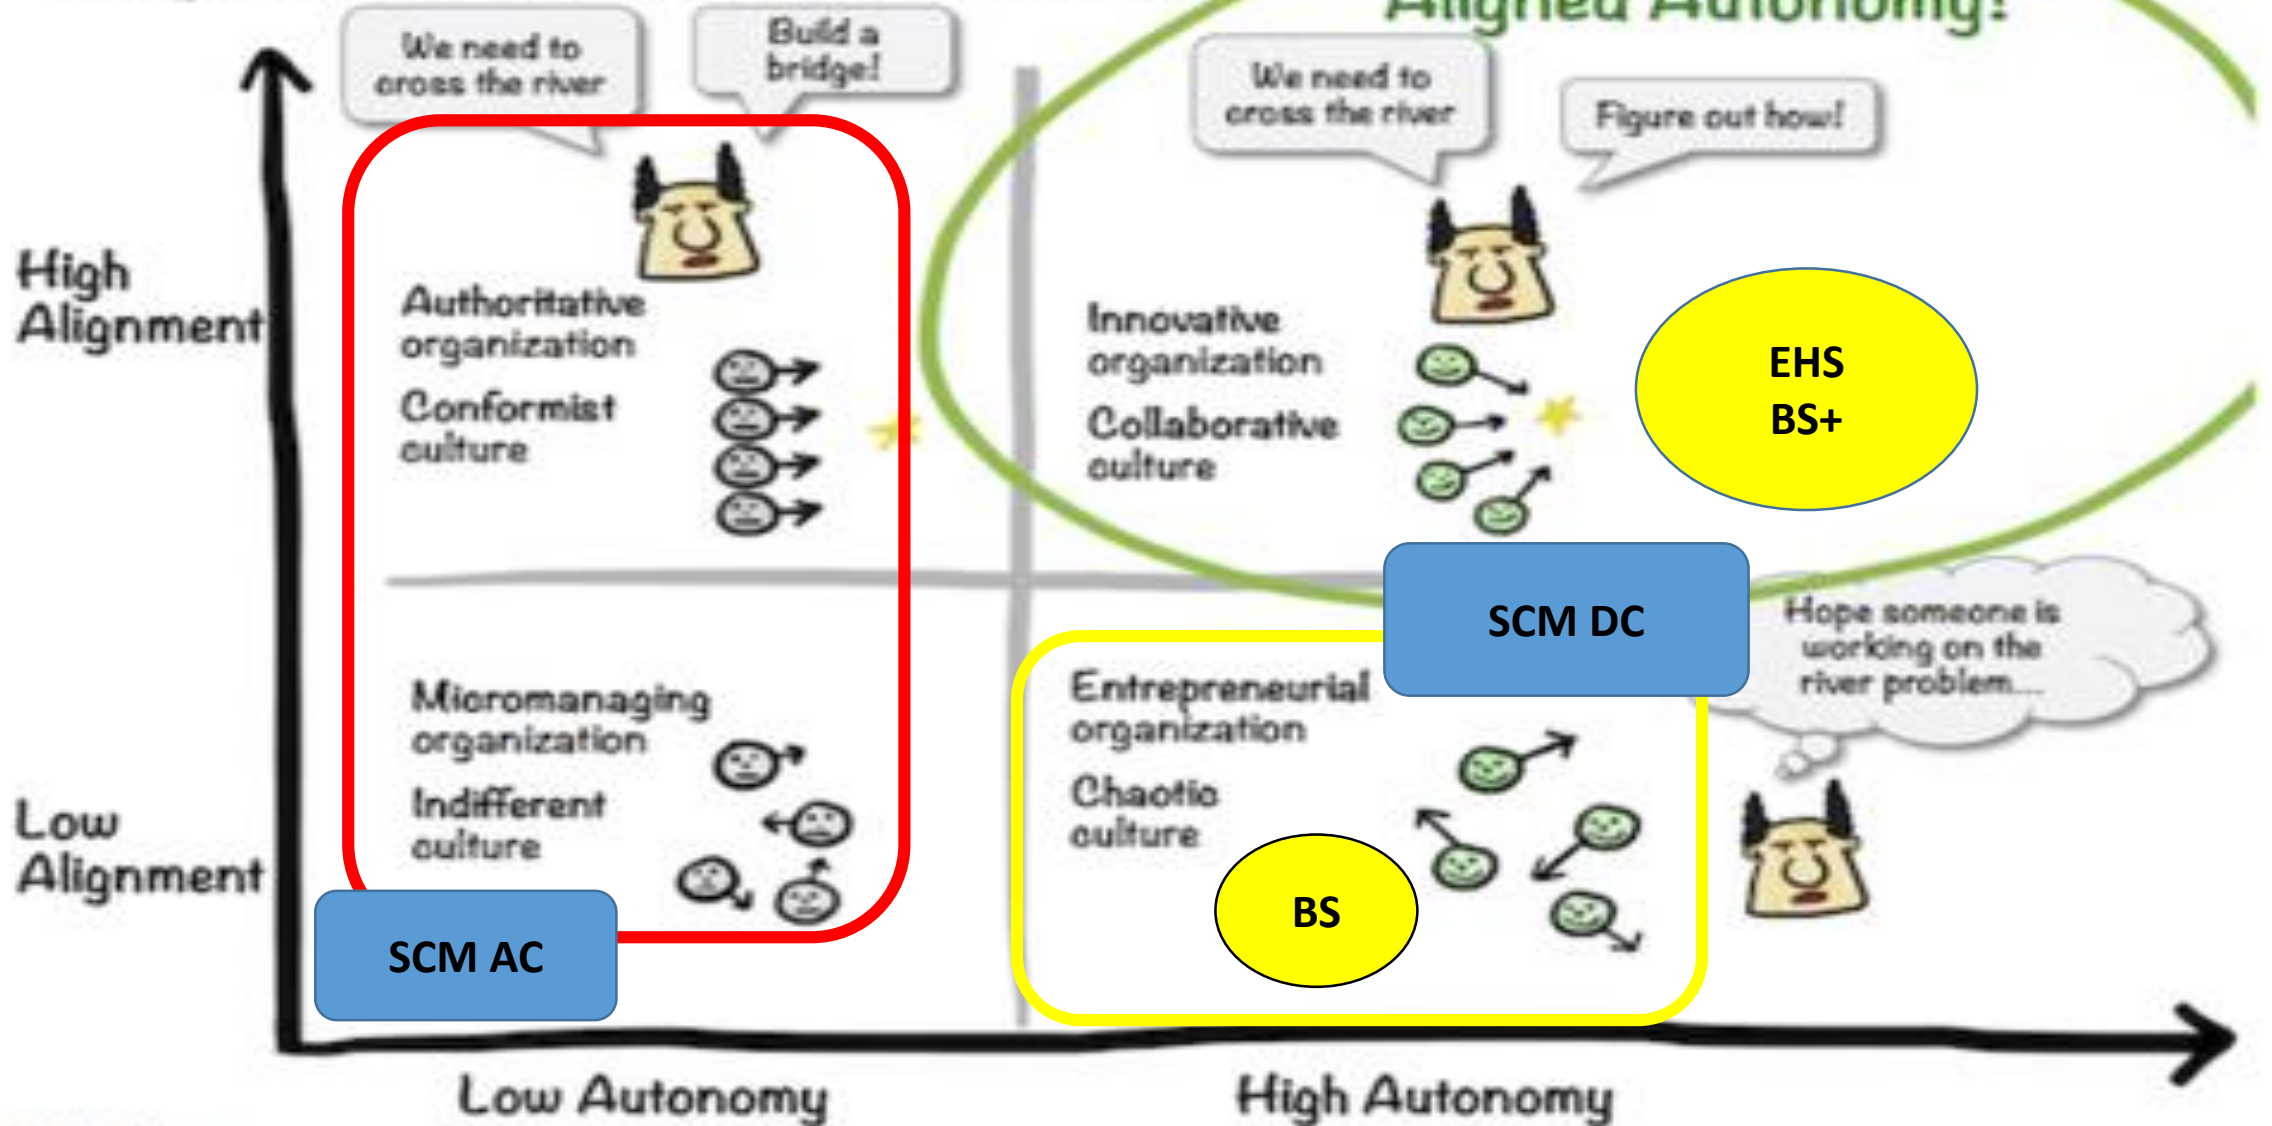 Aligned Autonomy!
We need to
cross the river
Build a
bridge!
We need to
cross the river
Figure out how!
High
Alignment
Authoritative
organization
Conformist
culture
Innovative
organization
Collaborative
culture
EHS
BS+
SCM DC
Hope someone is
working on the
river problem....
Low
Alignment
Micromanaging
organization
Indifferent
culture
Entrepreneurial
organization
Chaotic
culture
BS
SCM AC
Low Autonomy
High Autonomy